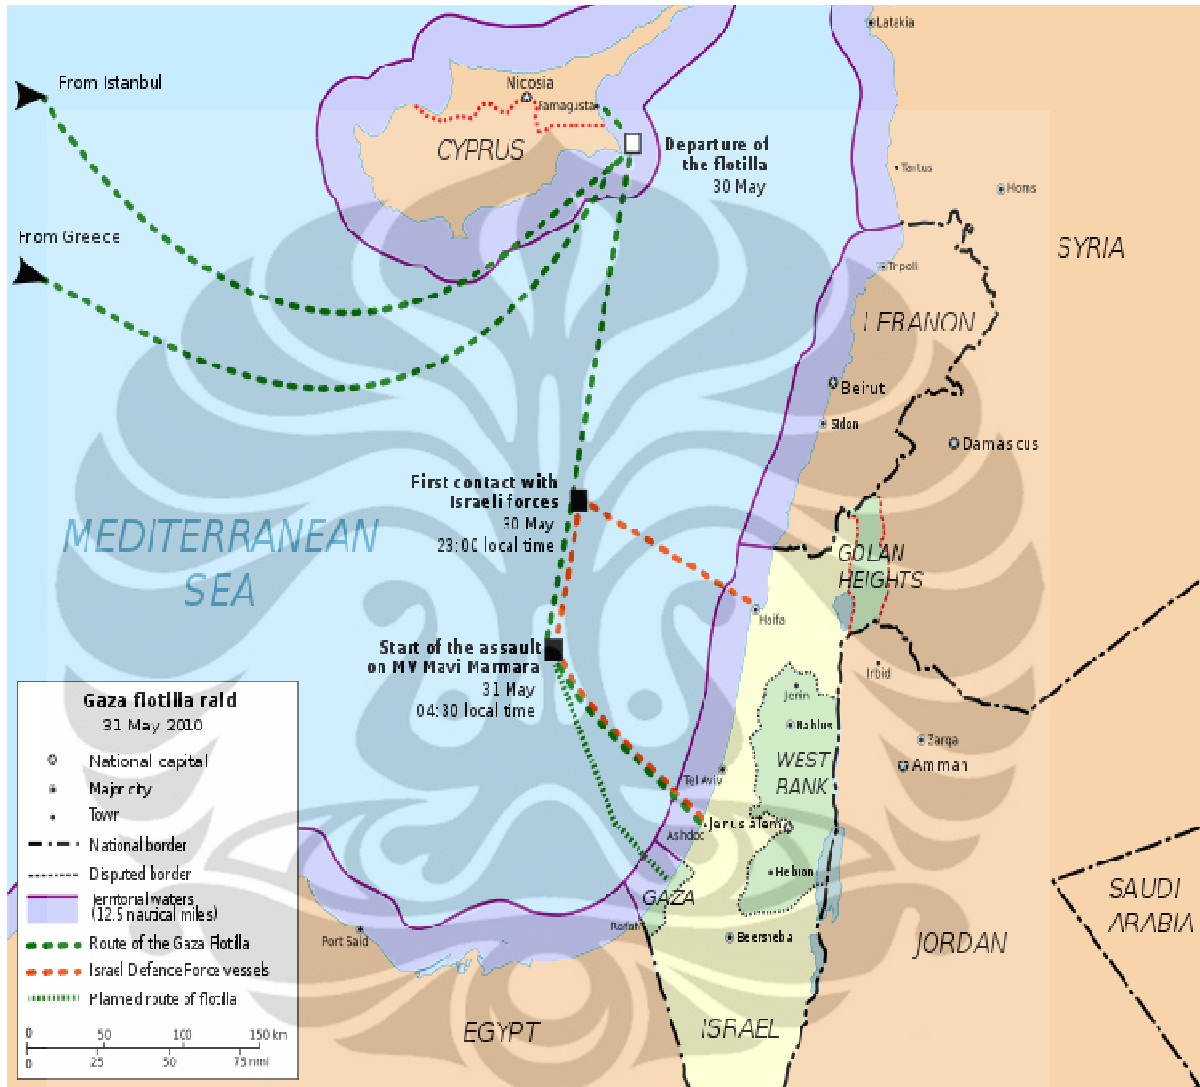 Latakia
From Istanbul
Nicosia
Famagusta
CYPRUS
Departure of
the flotilla
30 May
Tartus
Homs
From Greece
SYRIA
Trpoli
LEBANON
Beirut
Sidon
Damascus
First contact with
Israeli forces
30 May
23:00 local time
MEDITERRANEAN
SEA
GOLAN
HEIGHTS
Haifa
Start of the assault
on MV Mavi Marmara
31 May
04:30 local time
Irbid
Jenin
Nablus
Zarqa
Amman
WEST
BANK
Tel Aviv
Jerusalem
Ashdod
Hebron
GAZA
SAUDI
ARABIA
Rafah
Port Said
Beersheba
JORDAN
EGYPT
ISRAEL
Gaza flotilla raid
31 May 2010
National capital
Major city
Town
National border
Disputed border
Territorial waters
(12.5 nautical miles)
Route of the Gaza Flotilla
Israel Defence Force vessels
Planned route of flotilla
0 50 100 150 km
0 25 50 75 nmi